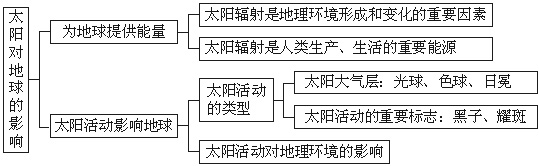 太阳对地球的影响
为地球提供能量
太阳辐射是地理环境形成和变化的重要因素
太阳辐射是人类生产、生活的重要能源
太阳活动影响地球
太阳活动
的类型
太阳大气层：光球、色球、日冕
太阳活动的重要标志：黑子、耀斑
太阳活动对地理环境的影响